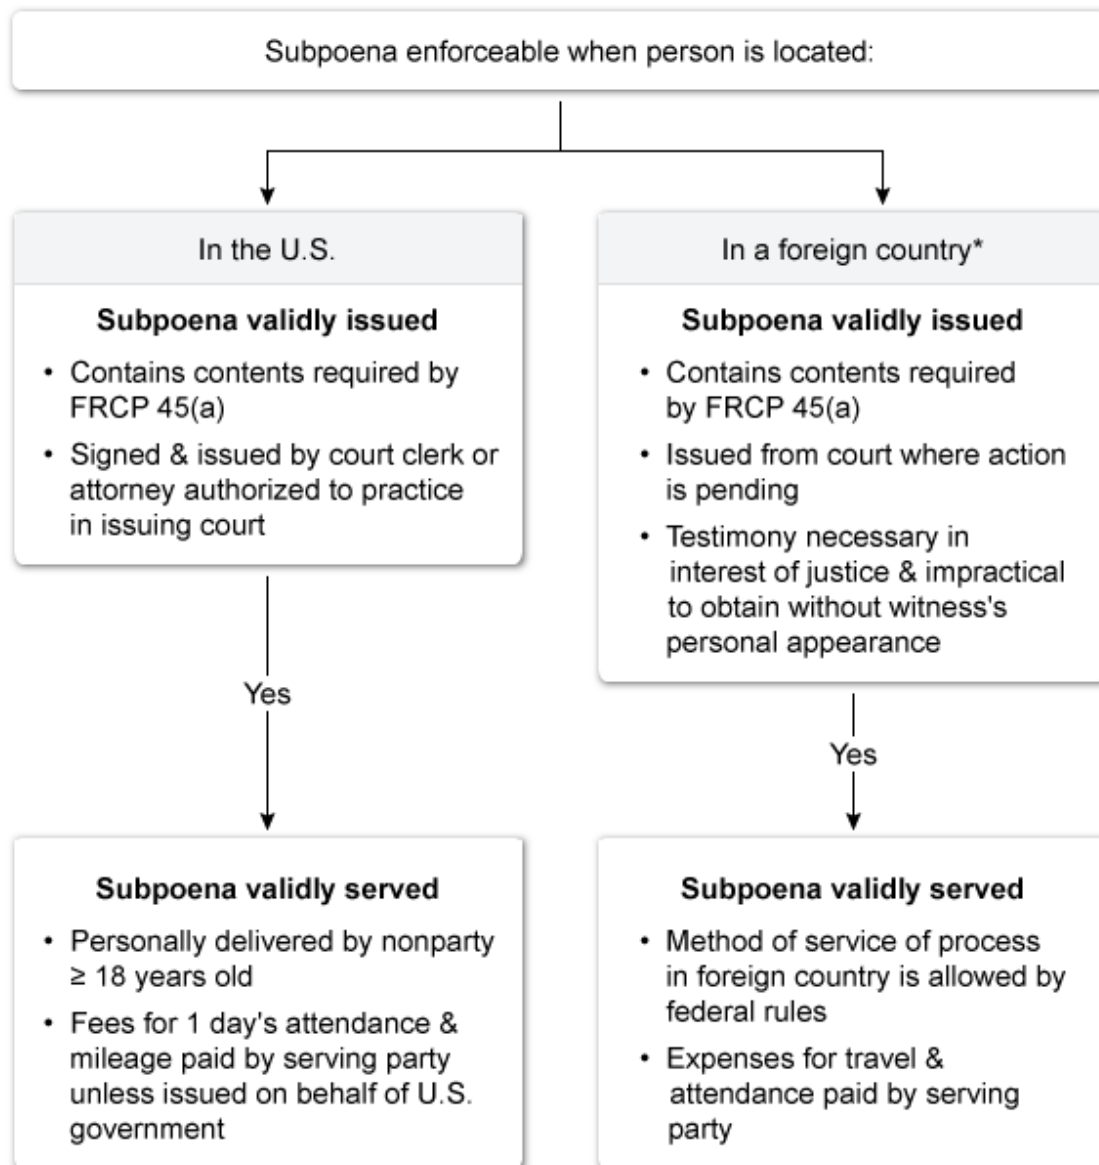 Subpoena enforceable when person is located:
In the U.S.
Subpoena validly issued
• Contains contents required by
FRCP 45(a)
• Signed & issued by court clerk or
attorney authorized to practice
in issuing court
Yes
Subpoena validly served
• Personally delivered by nonparty
≥ 18 years old
• Fees for 1 day's attendance &
mileage paid by serving party
unless issued on behalf of U.S.
government
In a foreign country*
Subpoena validly issued
• Contains contents required
by FRCP 45(a)
• Issued from court where action
is pending
• Testimony necessary in
interest of justice & impractical
to obtain without witness's
personal appearance
Yes
Subpoena validly served
• Method of service of process
in foreign country is allowed by
federal rules
• Expenses for travel &
attendance paid by serving
party